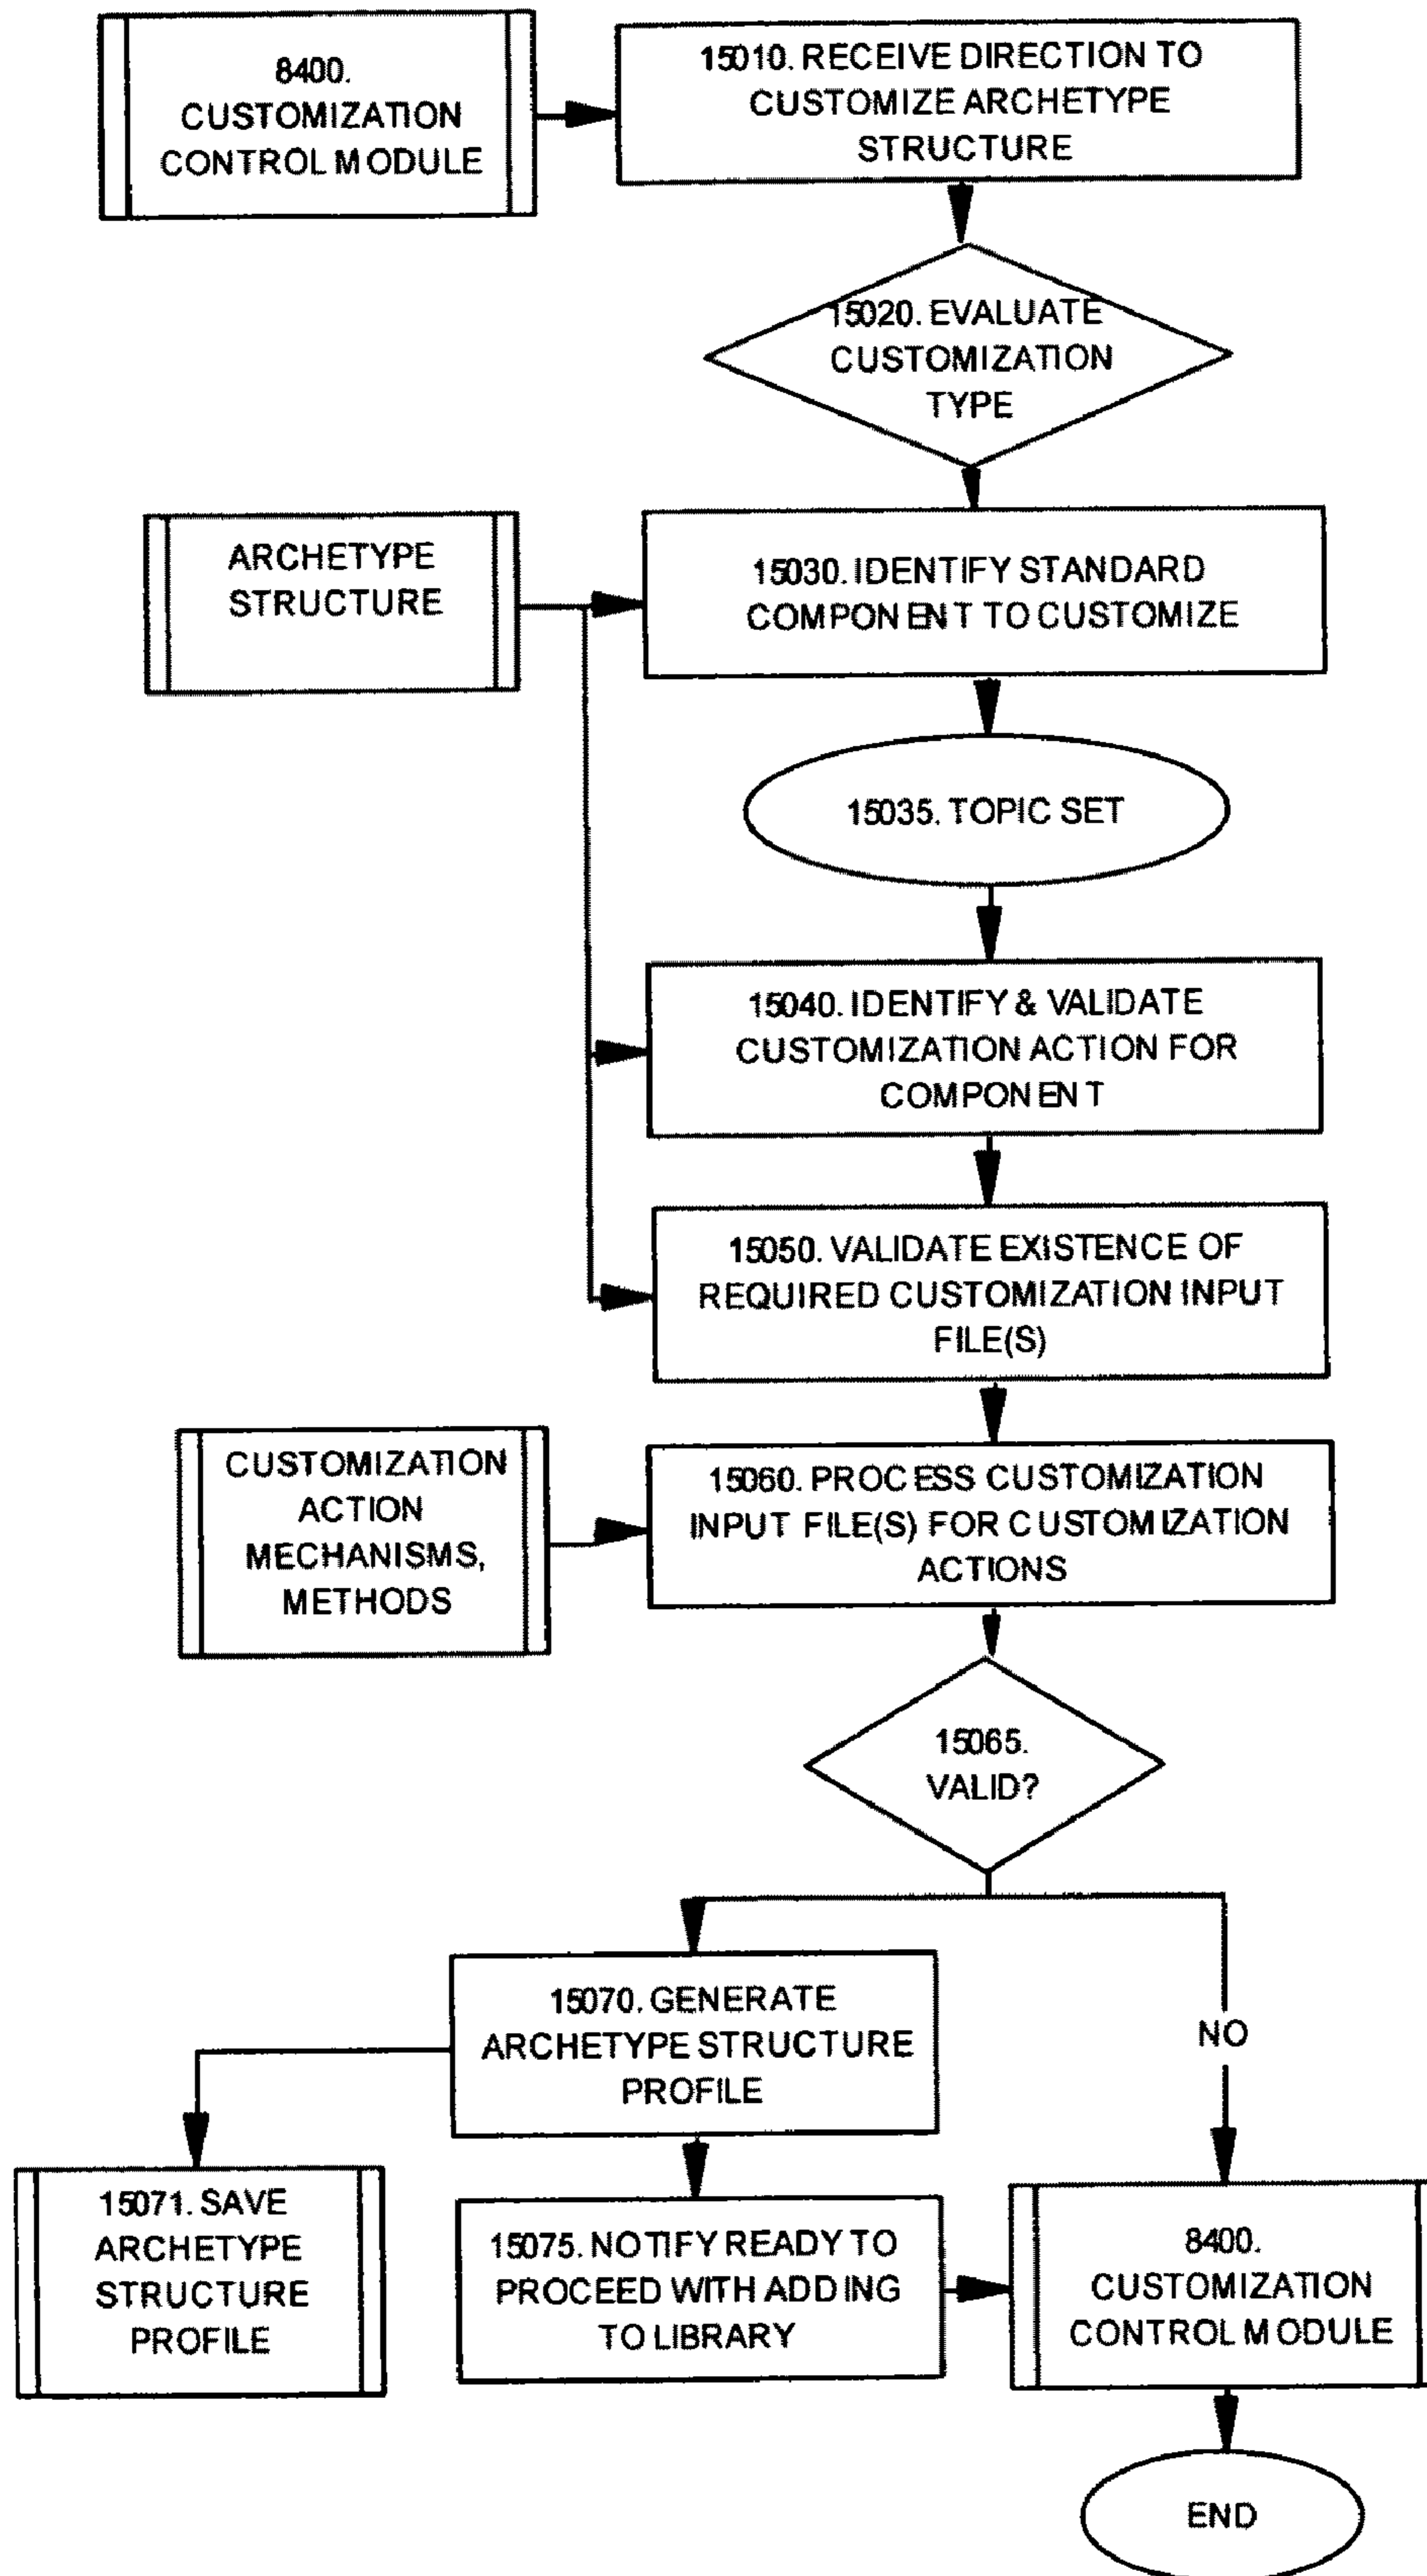 8400.
CUSTOMIZATION
CONTROL MODULE
15010. RECEIVE DIRECTION TO
CUSTOMIZE ARCHETYPE
STRUCTURE
15020. EVALUATE
CUSTOMIZATION
TYPE
ARCHETYPE
STRUCTURE
15030. IDENTIFY STANDARD
COMPONENT TO CUSTOMIZE
15035. TOPIC SET
15040. IDENTIFY & VALIDATE
CUSTOMIZATION ACTION FOR
COMPONENT
15050. VALIDATE EXISTENCE OF
REQUIRED CUSTOMIZATION INPUT
FILE(S)
CUSTOMIZATION
ACTION
MECHANISMS,
METHODS
15060. PROCESS CUSTOMIZATION
INPUT FILE(S) FOR CUSTOMIZATION
ACTIONS
15065.
VALID?
15070. GENERATE
ARCHETYPE STRUCTURE
PROFILE
NO
15071. SAVE
ARCHETYPE
STRUCTURE
PROFILE
15075. NOTIFY READY TO
PROCEED WITH ADDING
TO LIBRARY
8400.
CUSTOMIZATION
CONTROL MODULE
END